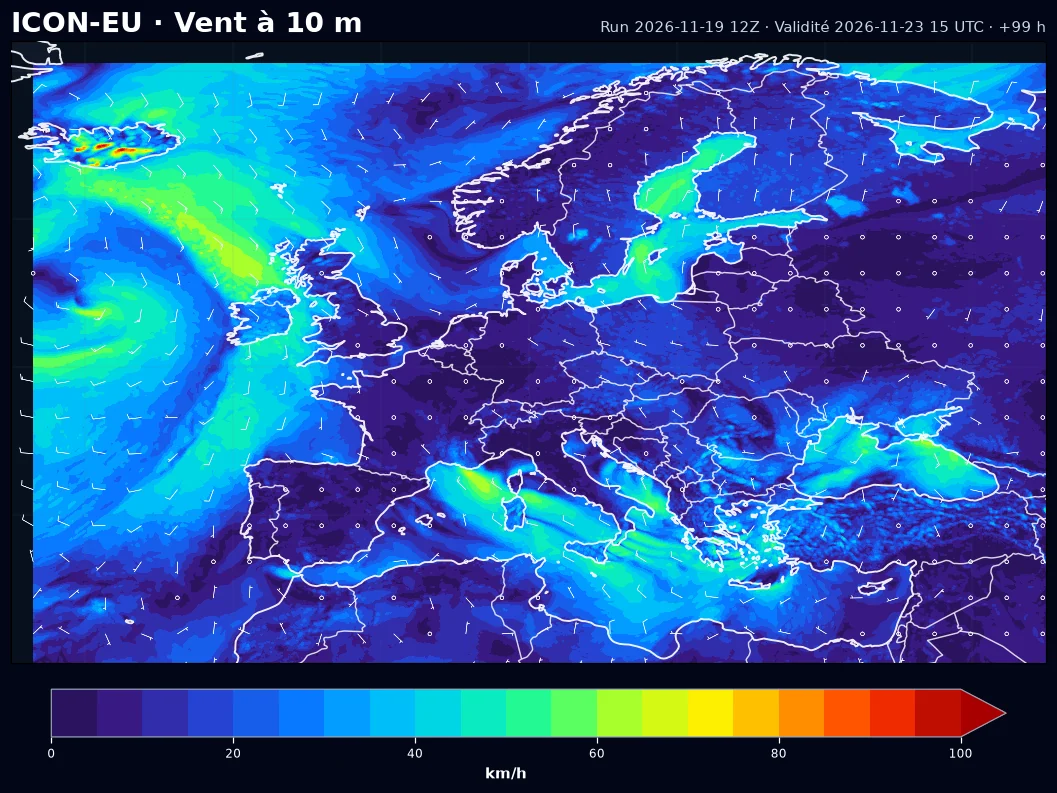 ICON-EU · Vent à 10 m
Run 2026-11-19 12Z · Validité 2026-11-23 15 UTC · +99 h
0 20 40 60 80 100
km/h